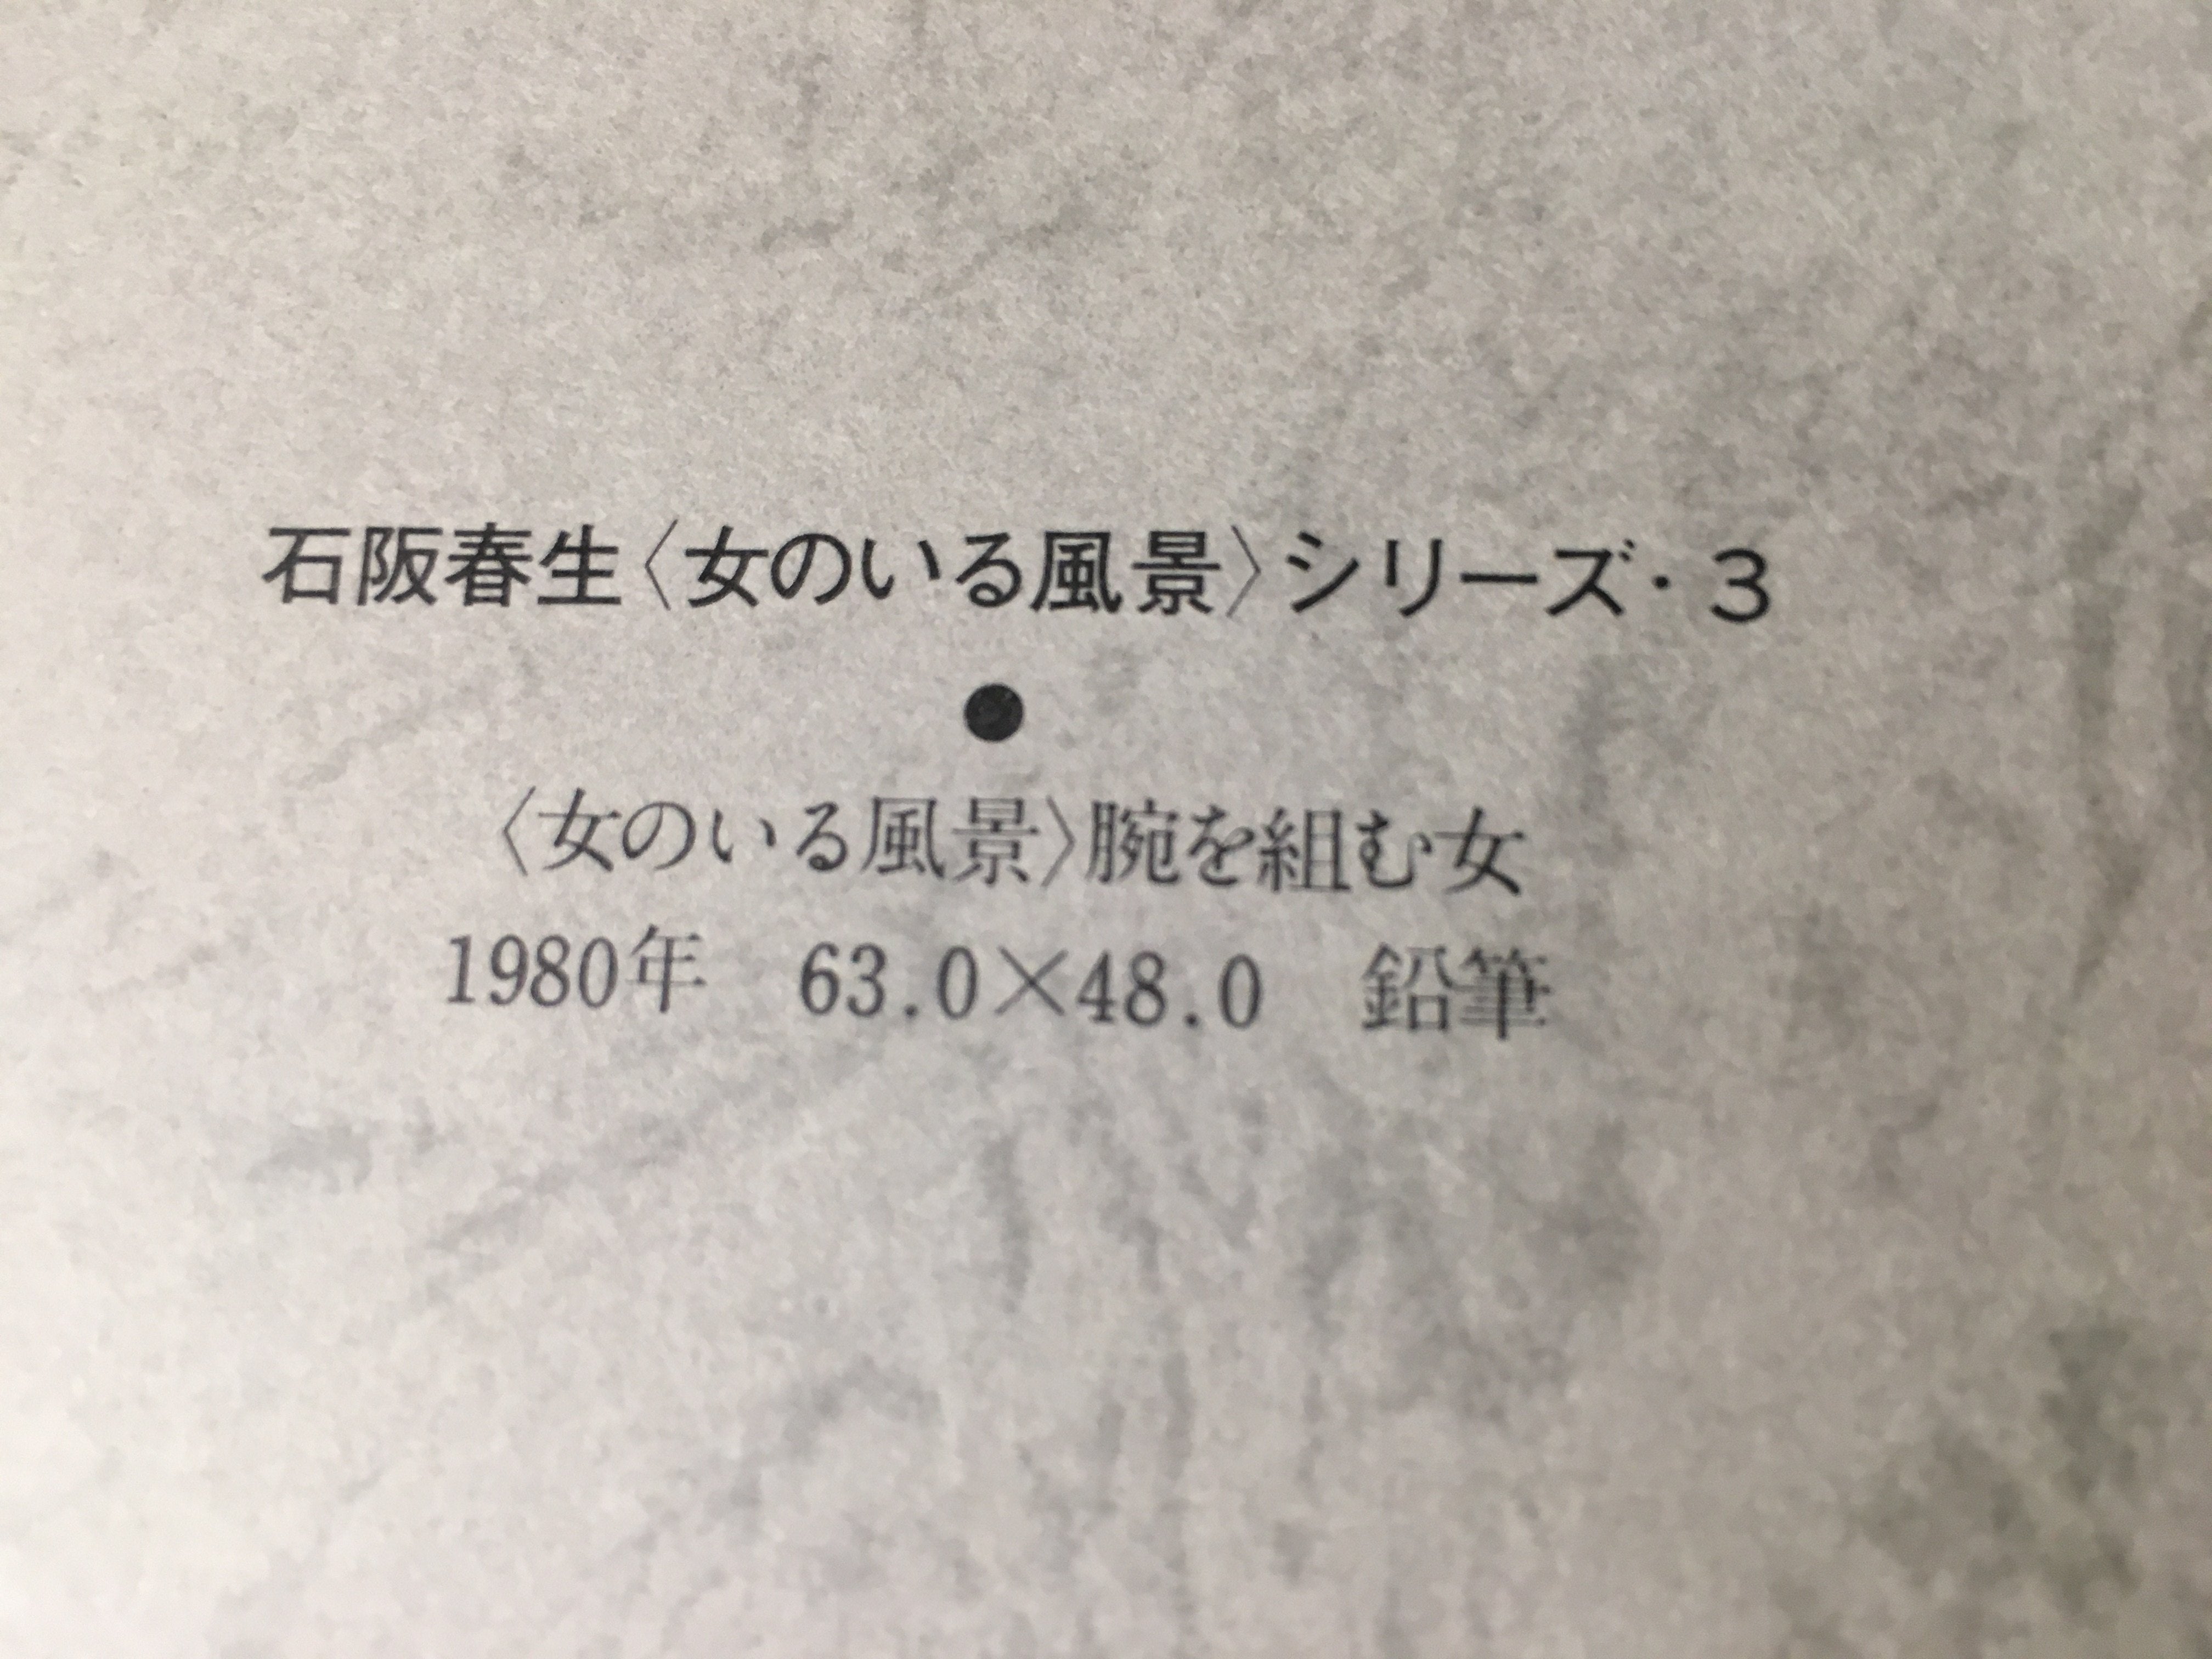 石阪春生〈女のいる風景〉シリーズ・3
●
〈女のいる風景〉腕を組む女
1980年　63.0×48.0　鉛筆